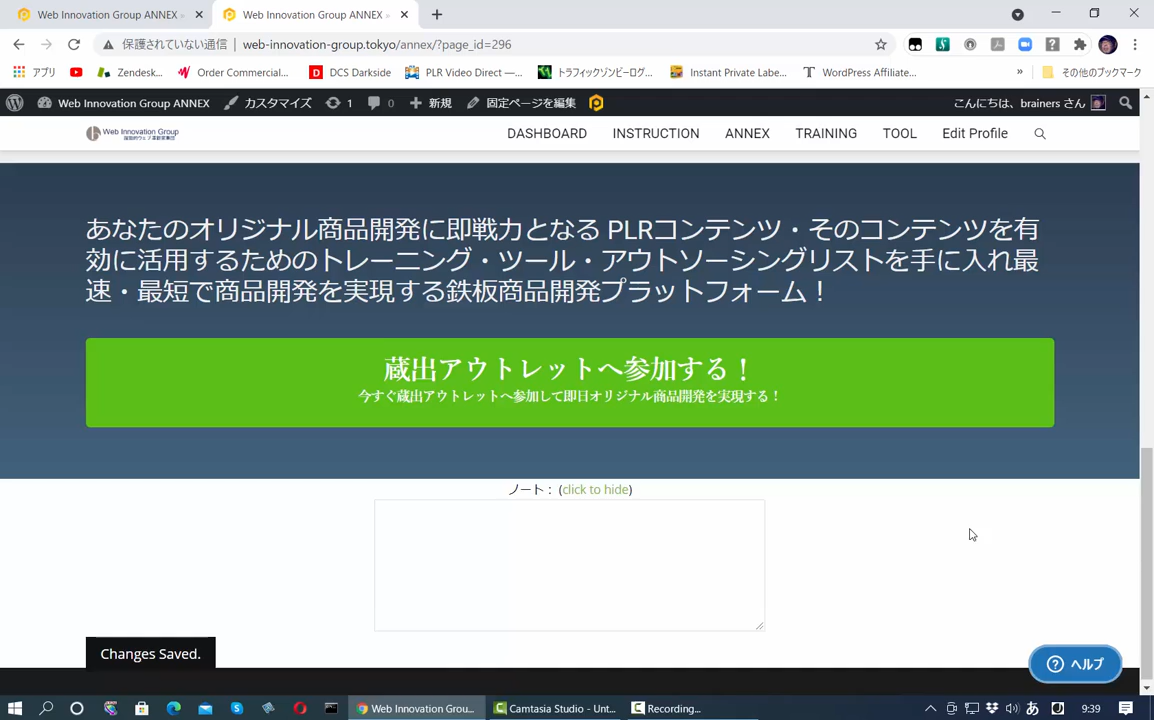 Web Innovation Group ANNEX
Web Innovation Group ANNEX
保護されていない通信
web-innovation-group.tokyo/annex/?page_id=296
アプリ
Zendesk...
Order Commercial...
DCS Darkside
PLR Video Direct —...
トラフィックゾンビーログ...
Instant Private Labe...
WordPress Affiliate...
»
その他のブックマーク
Web Innovation Group ANNEX
カスタマイズ
1
0
新規
固定ページを編集
こんにちは、brainers さん
Web Innovation Group
DASHBOARD
INSTRUCTION
ANNEX
TRAINING
TOOL
Edit Profile
あなたのオリジナル商品開発に即戦力となる PLRコンテンツ・そのコンテンツを有
効に活用するためのトレーニング・ツール・アウトソーシングリストを手に入れ最
速・最短で商品開発を実現する鉄板商品開発プラットフォーム！
蔵出アウトレットへ参加する！
今すぐ蔵出アウトレットへ参加して即日オリジナル商品開発を実現する！
ノート： (click to hide)
Changes Saved.
ヘルプ
Web Innovation Grou...
Camtasia Studio - Unt...
Recording...
あ
9:39